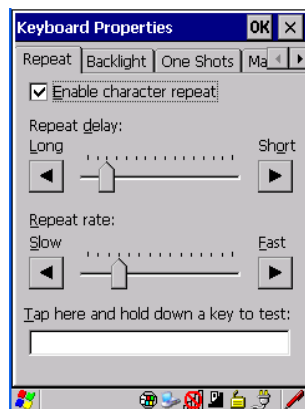 Keyboard Properties OK ×
Repeat Backlight One Shots Ma
Enable character repeat
Repeat delay:
Long Short
Repeat rate:
Slow Fast
Tap here and hold down a key to test: